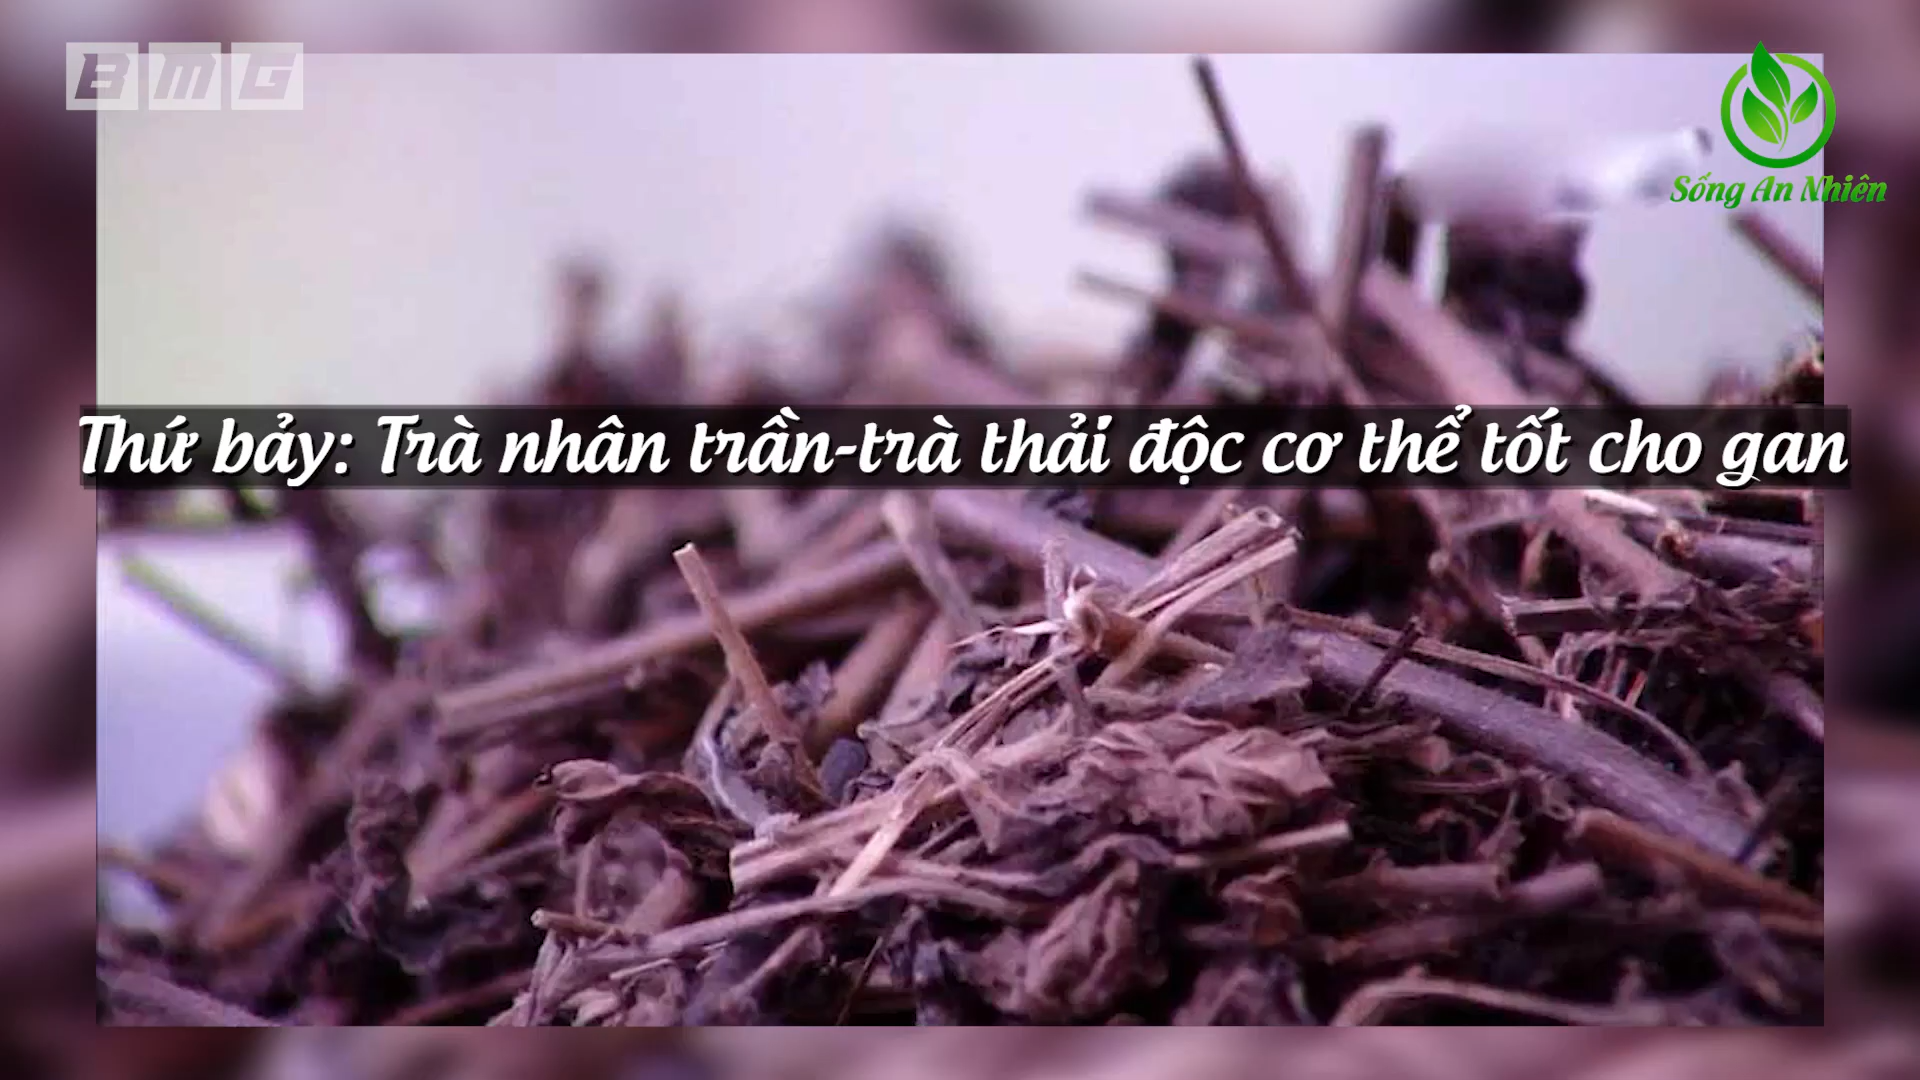 BMG
Sống An Nhiên
Thứ bảy: Trà nhân trần-trà thải độc cơ thể tốt cho gan